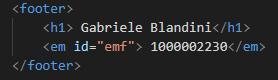 <footer>
<h1> Gabriele Blandini</h1>
<em id="emf"> 1000002230</em>
</footer>